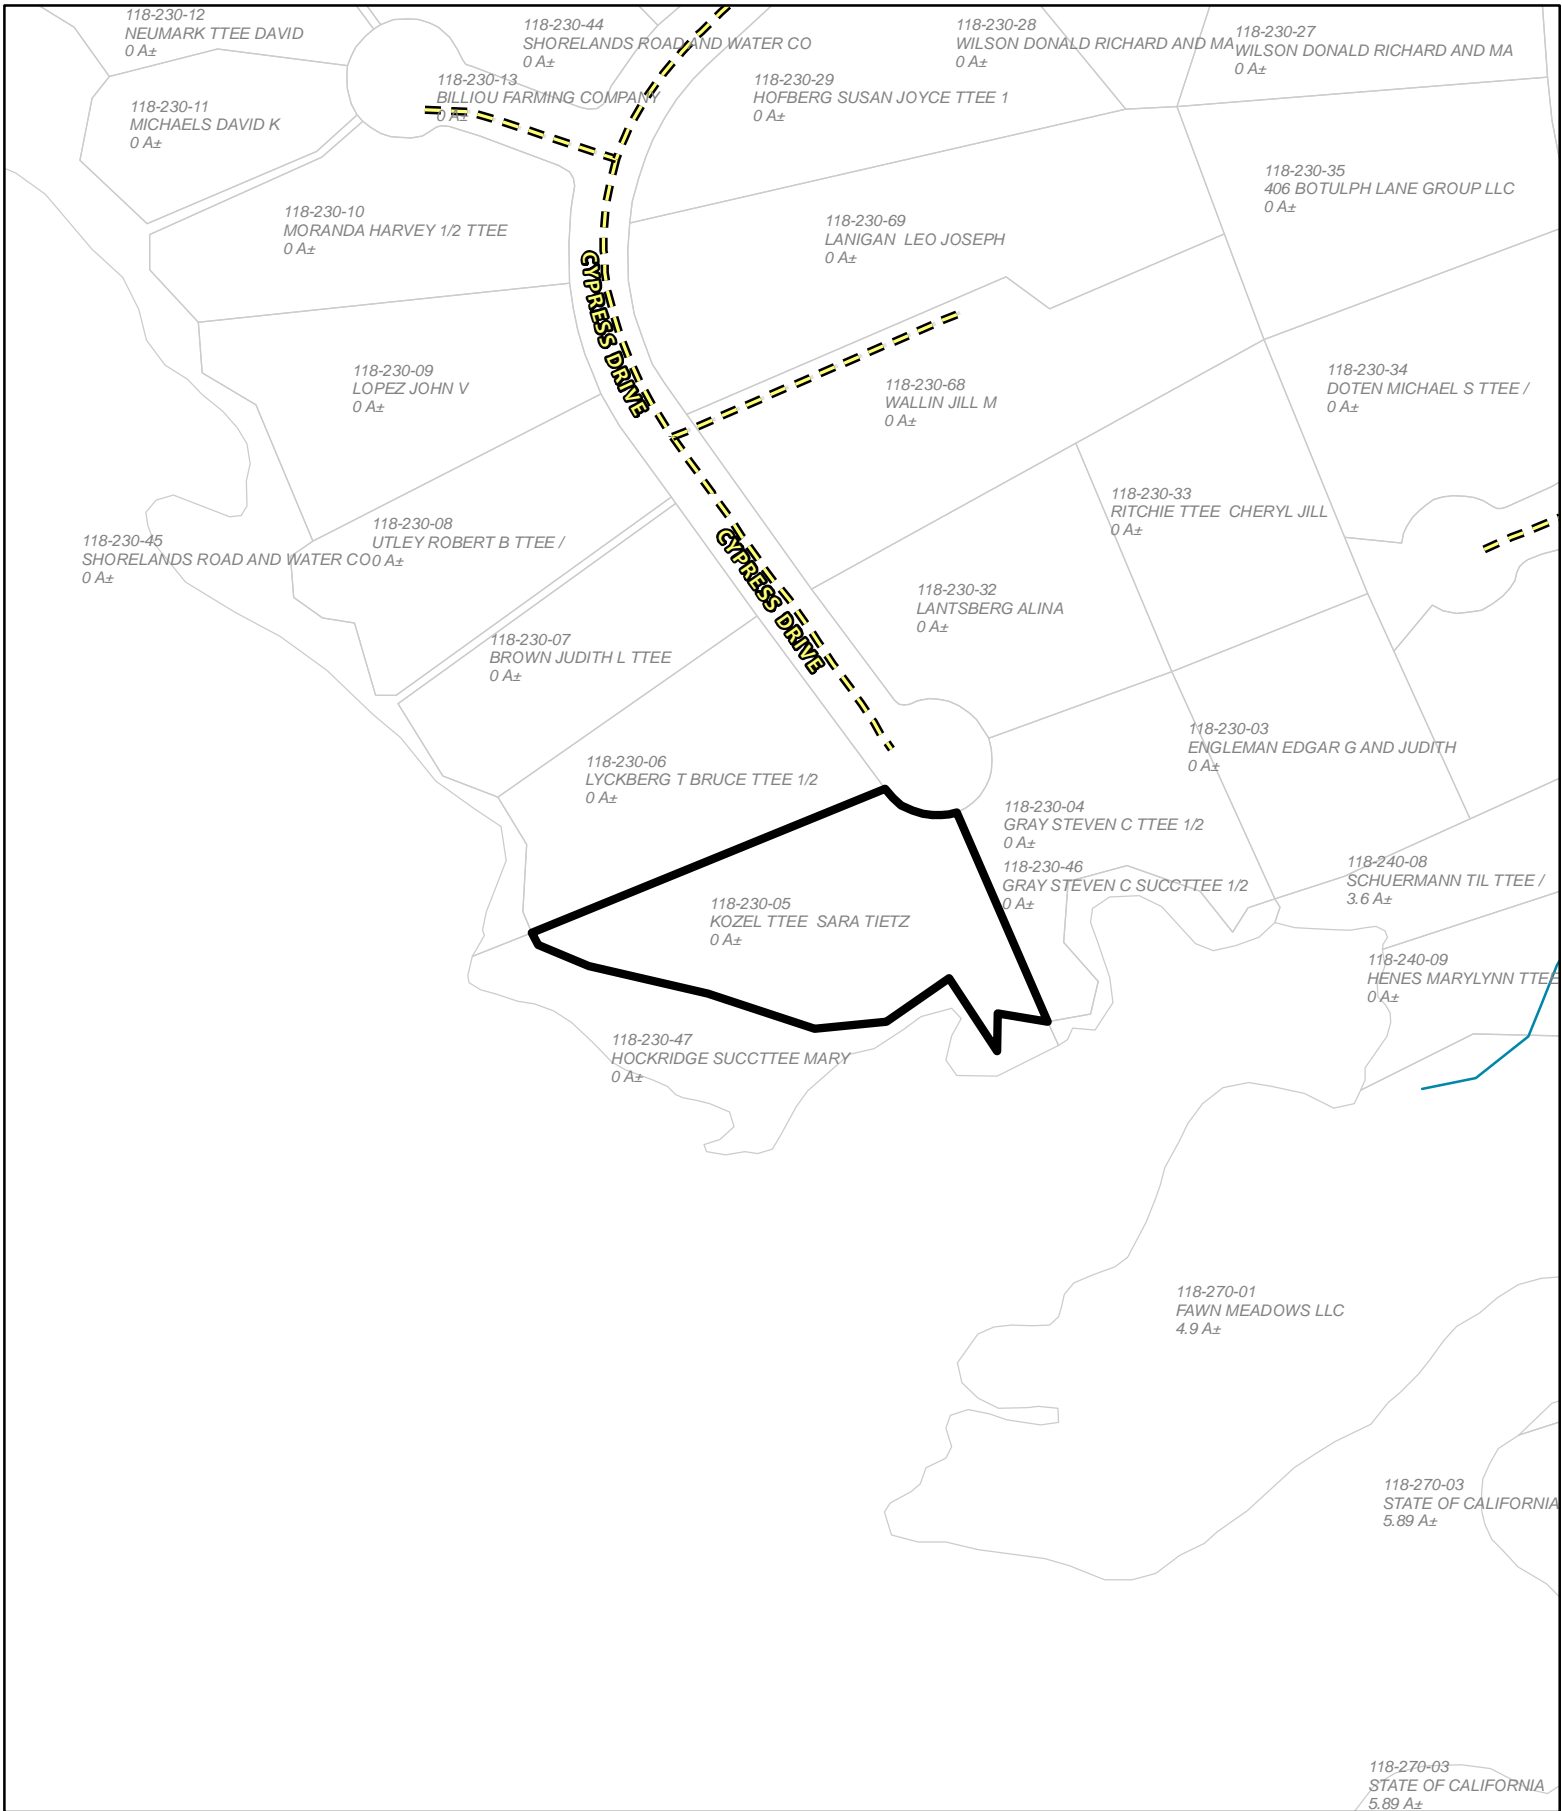 118-230-12
NEUMARK TTEE DAVID
0 A±
118-230-44
SHORELANDS ROAD AND WATER CO
0 A±
118-230-28
WILSON DONALD RICHARD AND MA
0 A±
118-230-27
WILSON DONALD RICHARD AND MA
0 A±
118-230-13
BILLIOU FARMING COMPANY
0 A±
118-230-29
HOFBERG SUSAN JOYCE TTEE 1
0 A±
118-230-11
MICHAELS DAVID K
0 A±
118-230-35
406 BOTULPH LANE GROUP LLC
0 A±
118-230-10
MORANDA HARVEY 1/2 TTEE
0 A±
118-230-69
LANIGAN  LEO JOSEPH
0 A±
CYPRESS DRIVE
118-230-09
LOPEZ JOHN V
0 A±
118-230-68
WALLIN JILL M
0 A±
118-230-34
DOTEN MICHAEL S TTEE /
0 A±
118-230-33
RITCHIE TTEE  CHERYL JILL
0 A±
118-230-45
SHORELANDS ROAD AND WATER CO
0 A±
118-230-08
UTLEY ROBERT B TTEE /
0 A±
CYPRESS DRIVE
118-230-32
LANTSBERG ALINA
0 A±
118-230-07
BROWN JUDITH L TTEE
0 A±
118-230-03
ENGLEMAN EDGAR G AND JUDITH
0 A±
118-230-06
LYCKBERG T BRUCE TTEE 1/2
0 A±
118-230-04
GRAY STEVEN C TTEE 1/2
0 A±
118-230-46
GRAY STEVEN C SUCCTTEE 1/2
0 A±
118-240-08
SCHUERMANN TIL TTEE /
3.6 A±
118-230-05
KOZEL TTEE  SARA TIETZ
0 A±
118-240-09
HENES MARYLYNN TTEE
0 A±
118-230-47
HOCKRIDGE SUCCTTEE MARY
0 A±
118-270-01
FAWN MEADOWS LLC
4.9 A±
118-270-03
STATE OF CALIFORNIA
5.89 A±
118-270-03
STATE OF CALIFORNIA
5.89 A±